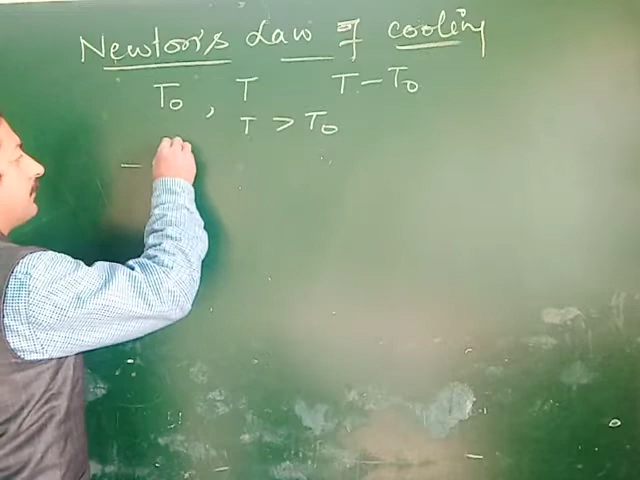 Newton's Law of cooling
T₀, T T – T₀
T > T₀
–